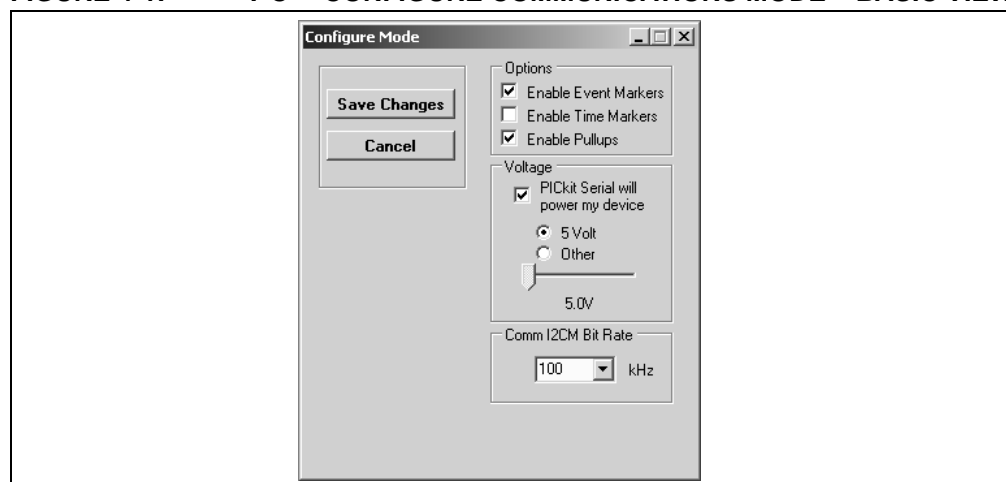 Configure Mode
Save Changes
Cancel
Options
Enable Event Markers
Enable Time Markers
Enable Pullups
Voltage
PICkit Serial will
power my device
5 Volt
Other
5.0V
Comm I2CM Bit Rate
100 kHz